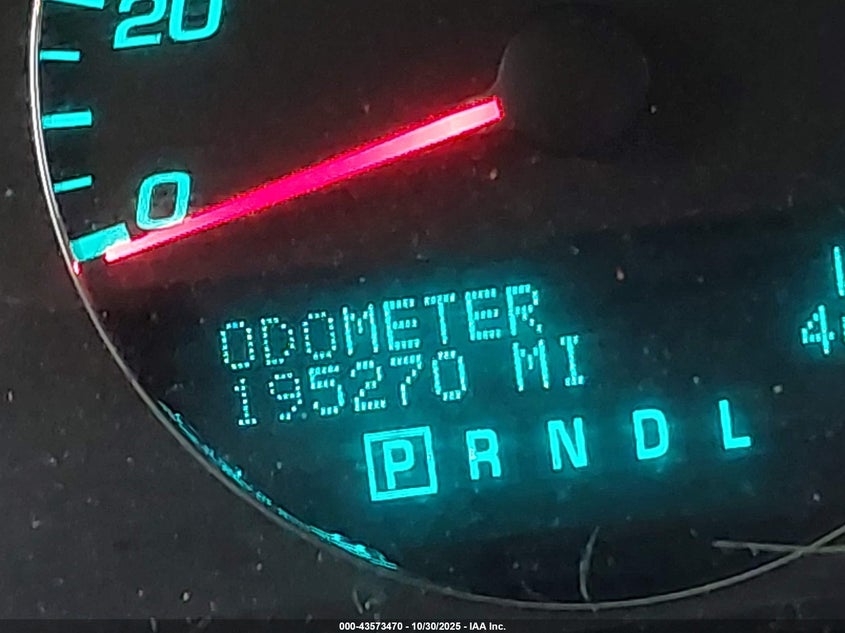 20
0
ODOMETER
195270 MI
P R N D L
000-43573470 - 10/30/2025 - IAA Inc.